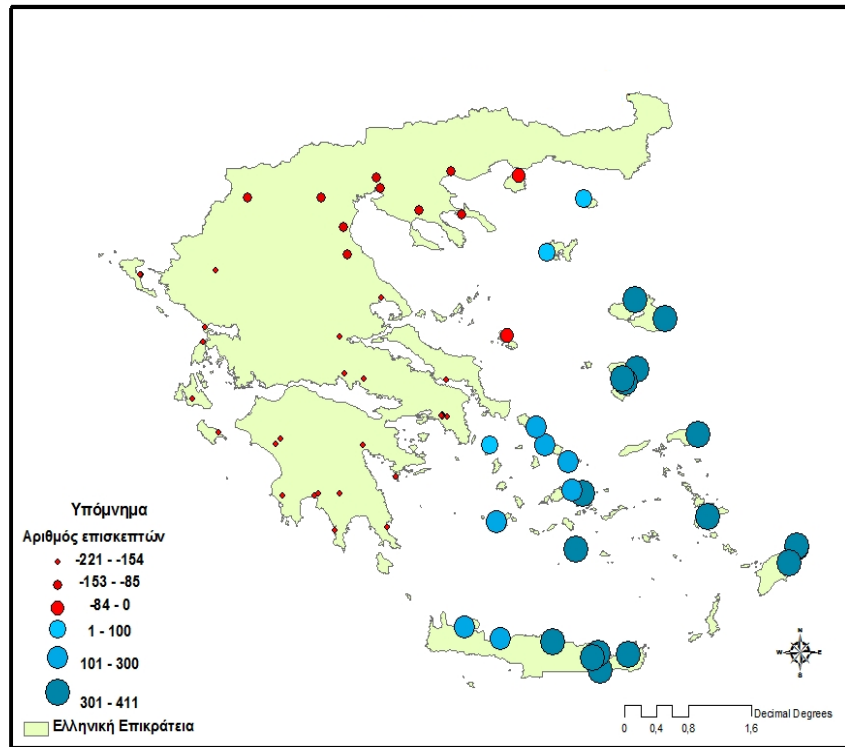 Υπόμνημα
Αριθμός επισκεπτών
-221 - -154
-153 - -85
-84 - 0
1 - 100
101 - 300
301 - 411
Ελληνική Επικράτεια
N
W E
S
Decimal Degrees
0 0,4 0,8 1,6